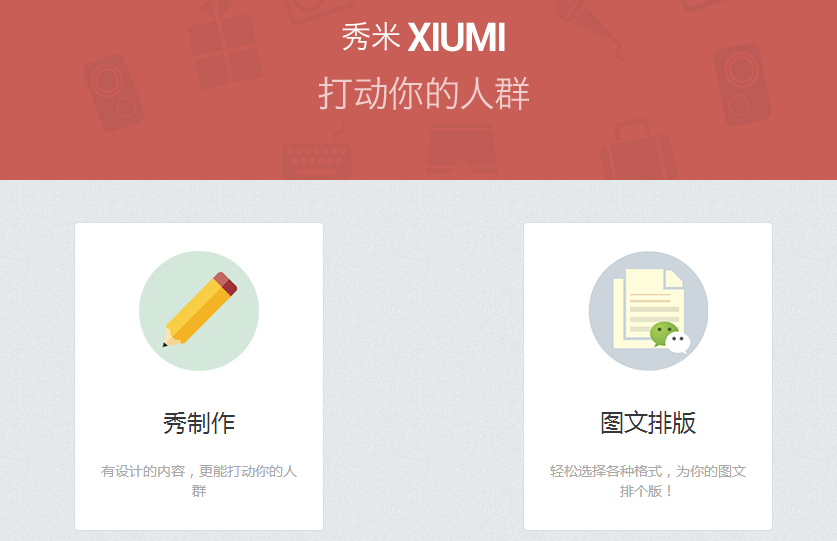 秀米 XIUMI
打动你的人群
秀制作
有设计的内容，更能打动你的人
群
图文排版
轻松选择各种格式，为你的图文
排个版！